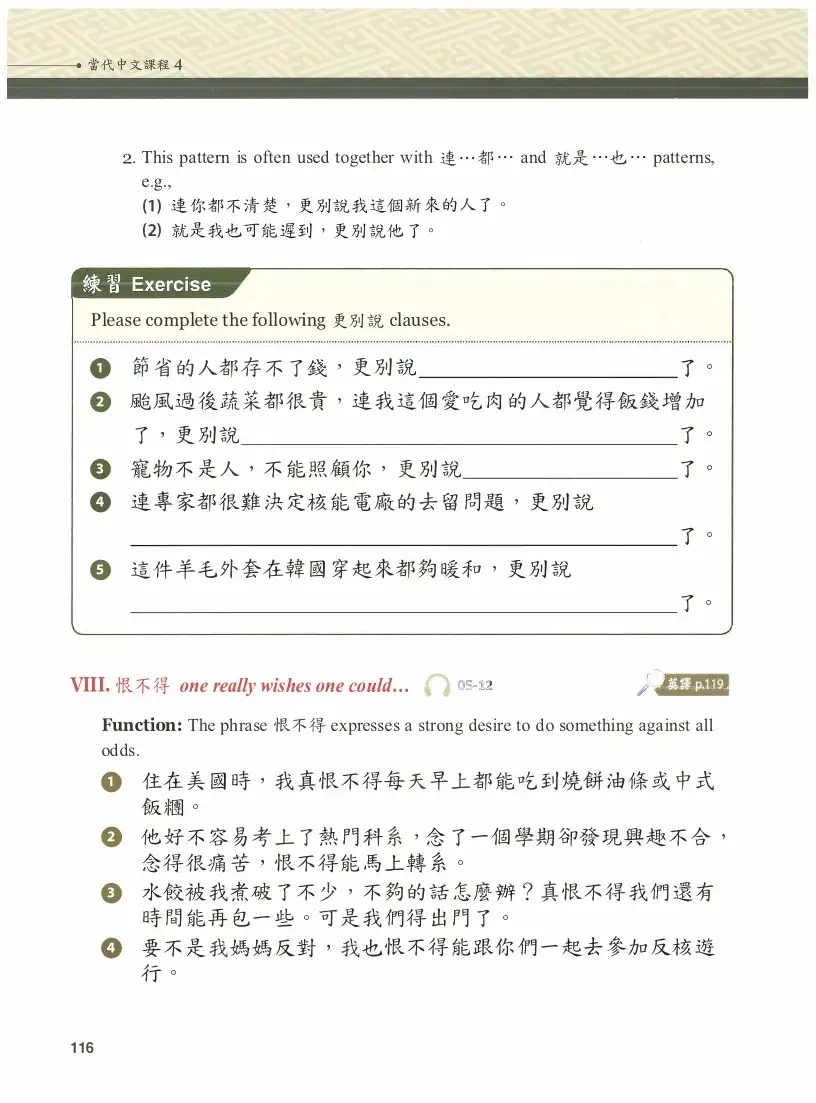 當代中文課程 4
2. This pattern is often used together with 連…都… and 就是…也… patterns,
e.g.,
(1) 連你都不清楚，更別說我這個新來的人了。
(2) 就是我也可能遲到，更別說他了。
練習 Exercise
Please complete the following 更別說 clauses.
1 節省的人都存不了錢，更別說____________________了。
2 颱風過後蔬菜都很貴，連我這個愛吃肉的人都覺得飯錢增加
了，更別說____________________了。
3 寵物不是人，不能照顧你，更別說____________________了。
4 連專家都很難決定核能電廠的去留問題，更別說
____________________了。
5 這件羊毛外套在韓國穿起來都夠暖和，更別說
____________________了。
VIII. 恨不得 one really wishes one could… 05-12 英譯 p.119
Function: The phrase 恨不得 expresses a strong desire to do something against all
odds.
1 住在美國時，我真恨不得每天早上都能吃到燒餅油條或中式
飯糰。
2 他好不容易考上了熱門科系，念了一個學期卻發現興趣不合，
念得很痛苦，恨不得能馬上轉系。
3 水餃被我煮破了不少，不夠的話怎麼辦？真恨不得我們還有
時間能再包一些。可是我們得出門了。
4 要不是我媽媽反對，我也恨不得能跟你們一起去參加反核遊
行。
116